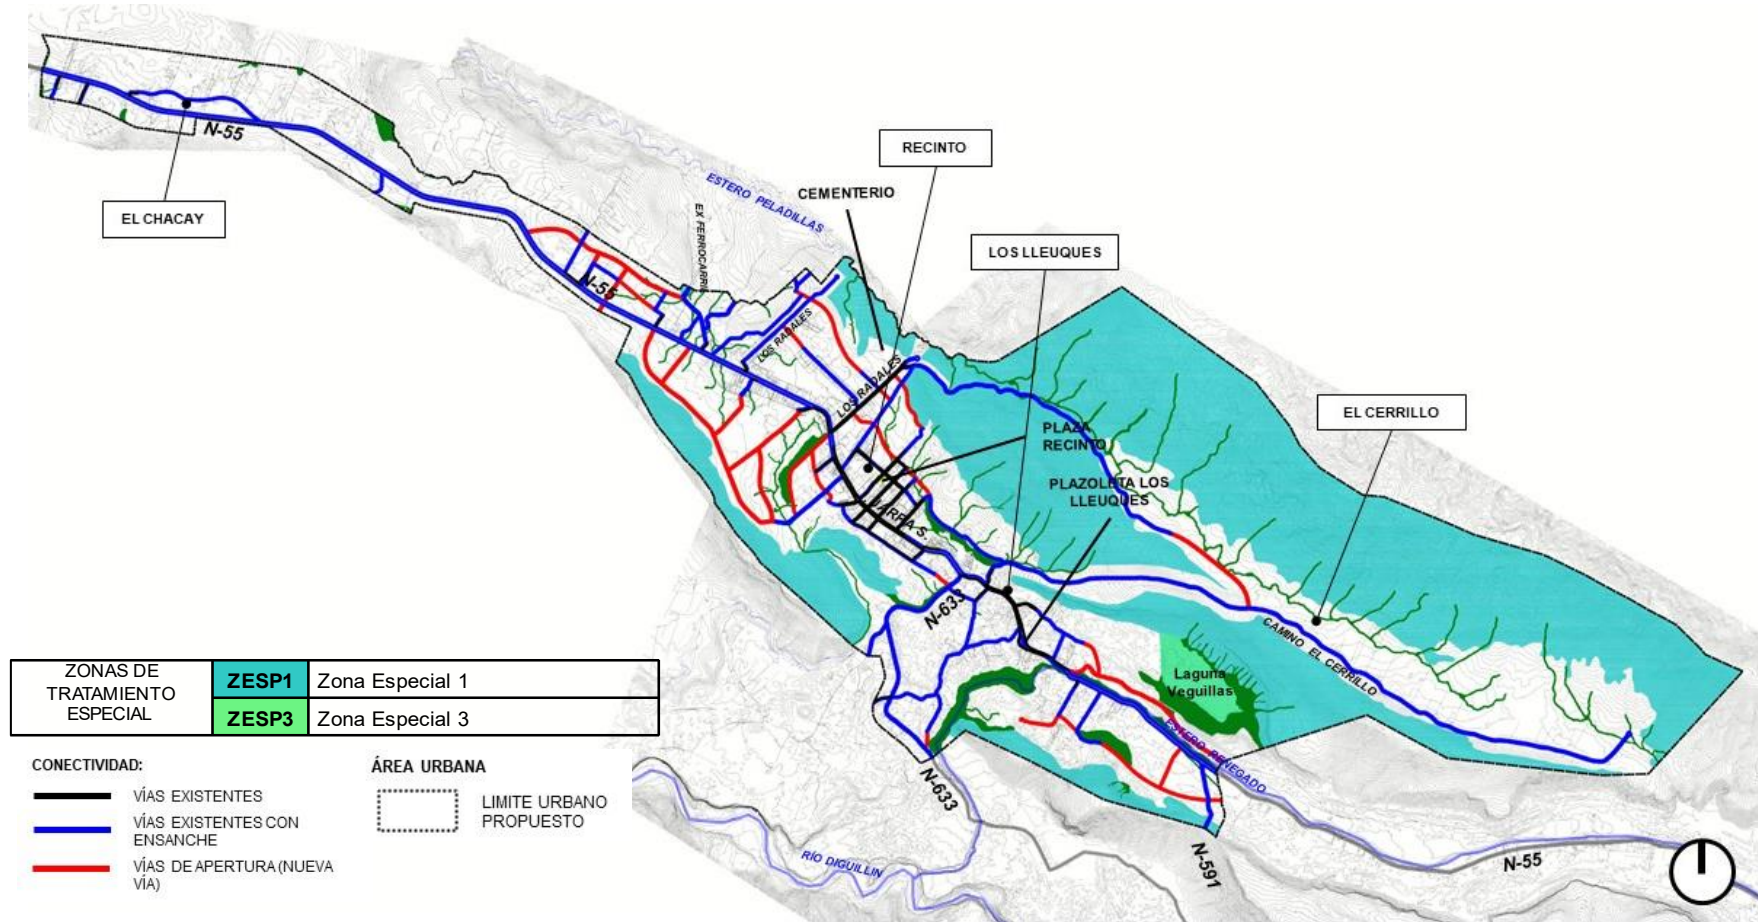 RECINTO
CEMENTERIO
ESTERO PELADILLAS
EL CHACAY
N-55
EX FERROCARRIL
LOS LLEUQUES
N-55
LOS RADALES
LOS RADALES
EL CERRILLO
PLAZA
RECINTO
PLAZOLETA LOS
LLEUQUES
N-633
CAMINO EL CERRILLO
Laguna
Veguillas
ESTERO RENEGADO
ZONAS DE
TRATAMIENTO
ESPECIAL
ZESP1
Zona Especial 1
ZESP3
Zona Especial 3
CONECTIVIDAD:
VÍAS EXISTENTES
VÍAS EXISTENTES CON
ENSANCHE
VÍAS DE APERTURA (NUEVA
VÍA)
ÁREA URBANA
LIMITE URBANO
PROPUESTO
N-633
RÍO DIGUILLIN
N-591
N-55